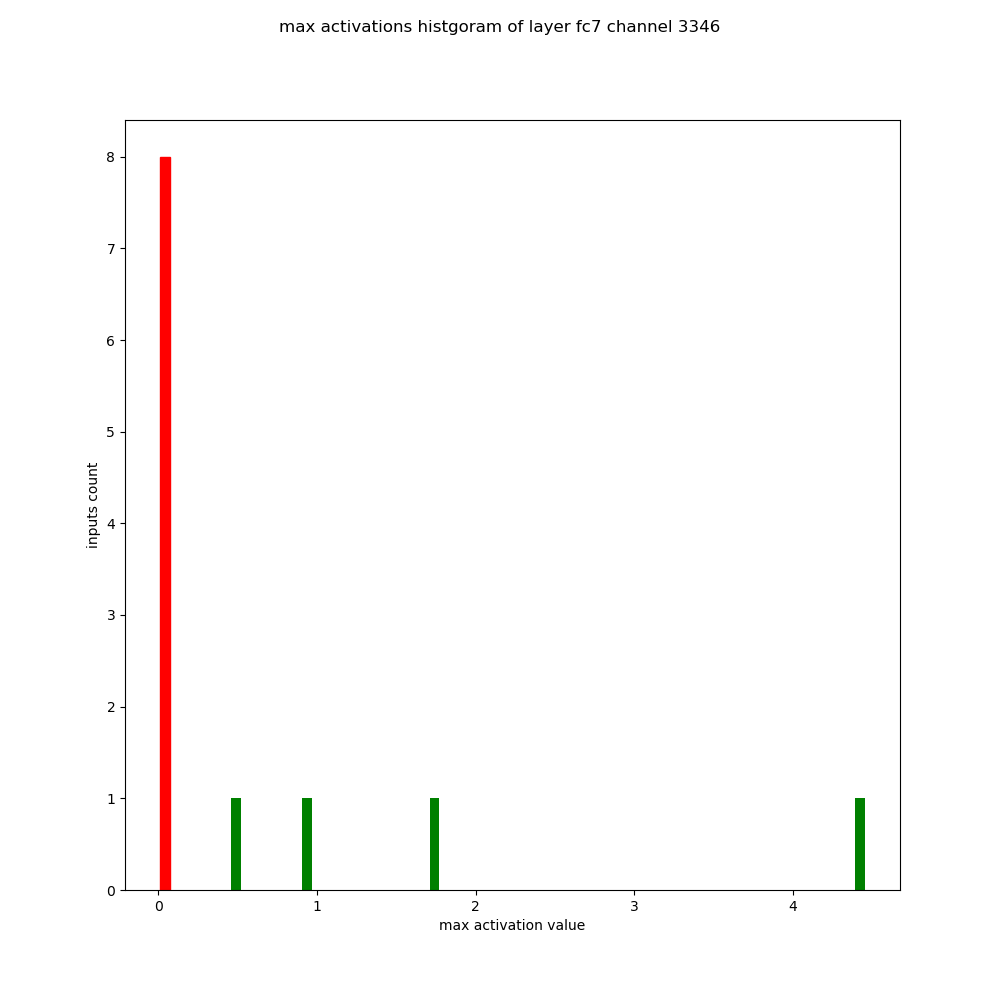 max activations histgoram of layer fc7 channel 3346
8
7
6
5
4
3
2
1
0
inputs count
0 1 2 3 4
max activation value